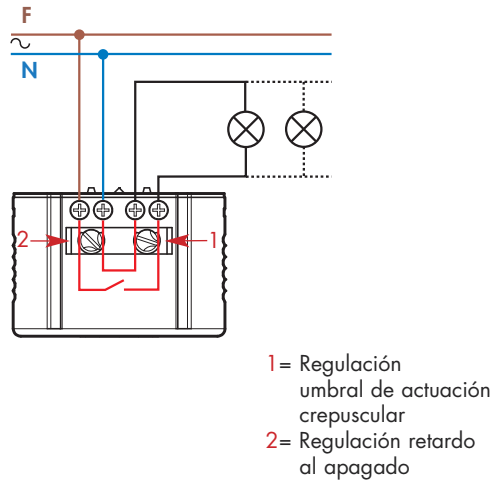 F
N
2
1
1= Regulación
umbral de actuación
crepuscular
2= Regulación retardo
al apagado